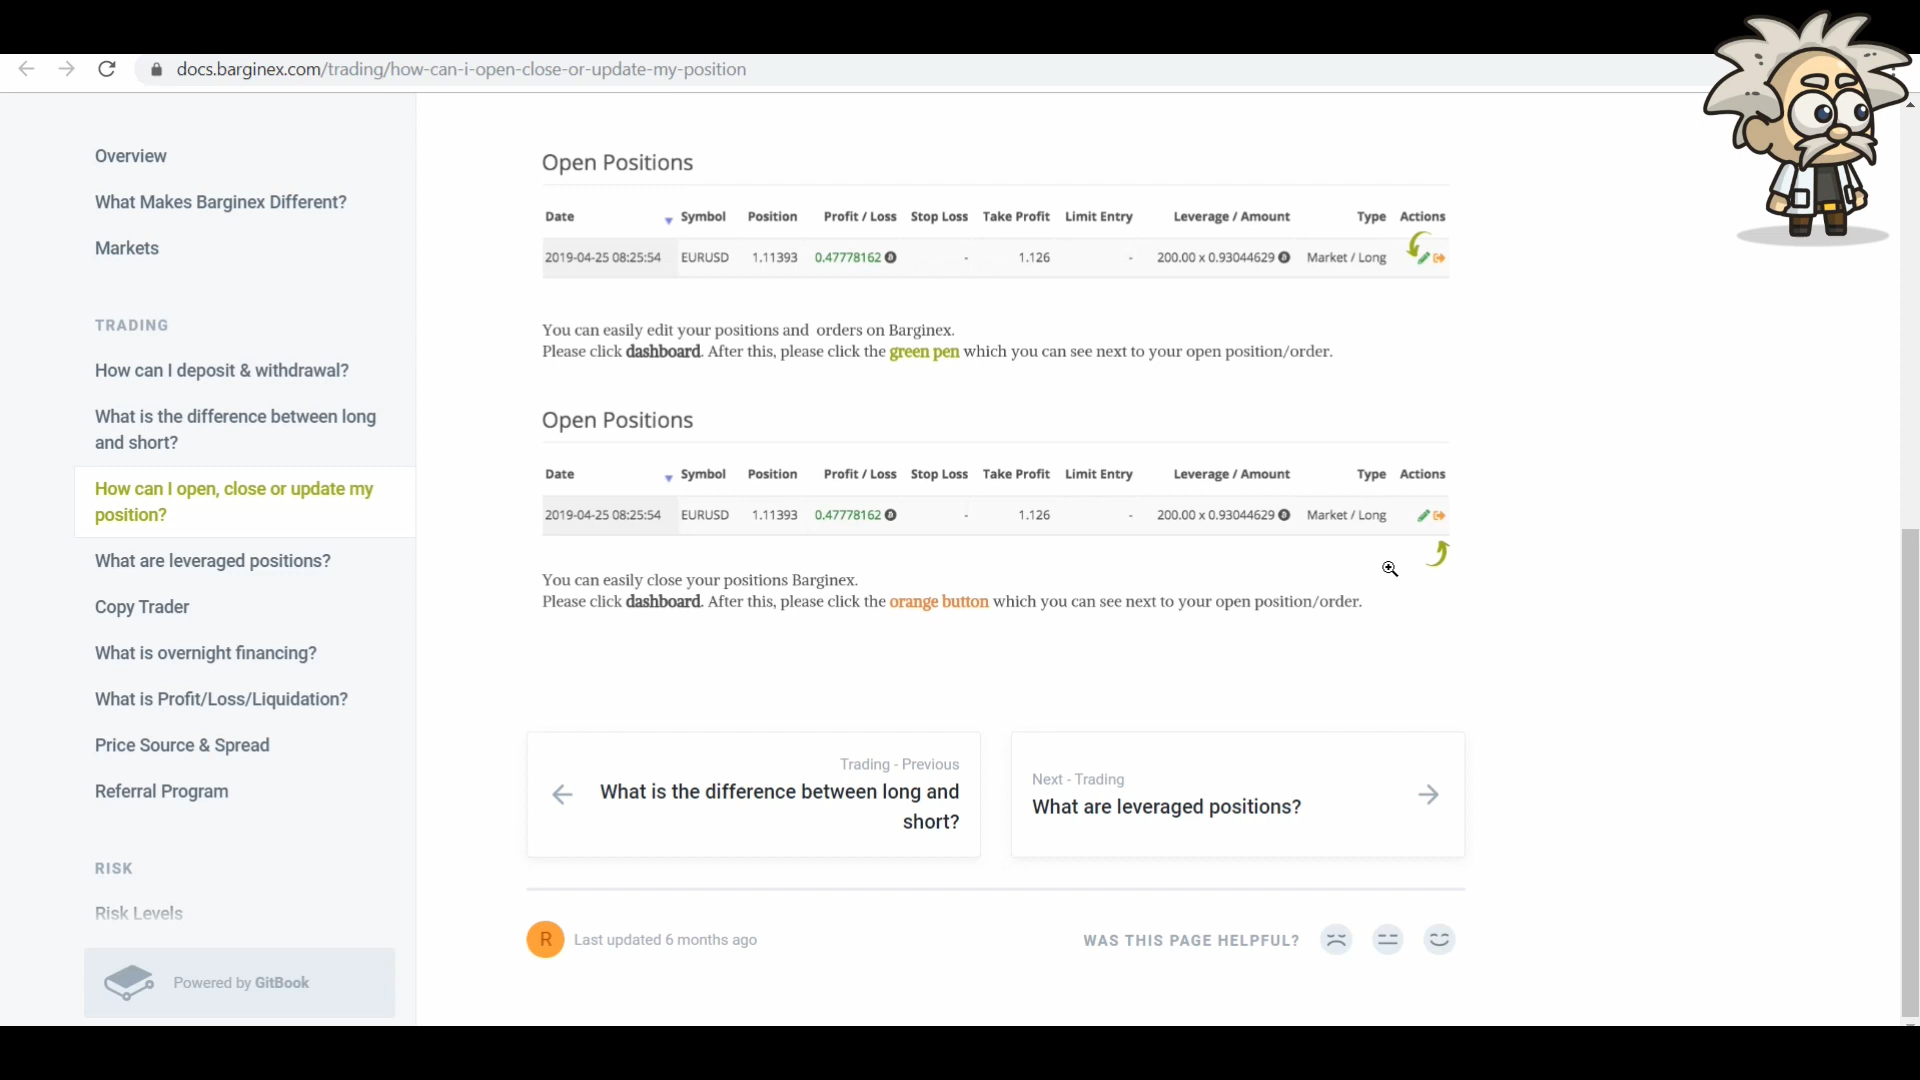 docs.barginex.com/trading/how-can-i-open-close-or-update-my-position
Overview
What Makes Barginex Different?
Markets
TRADING
How can I deposit & withdrawal?
What is the difference between long
and short?
How can I open, close or update my
position?
What are leveraged positions?
Copy Trader
What is overnight financing?
What is Profit/Loss/Liquidation?
Price Source & Spread
Referral Program
RISK
Risk Levels
Powered by GitBook
Open Positions
Date Symbol Position Profit / Loss Stop Loss Take Profit Limit Entry Leverage / Amount Type Actions
2019-04-25 08:25:54 EURUSD 1.11393 0.47778162 - 1.126 - 200.00 x 0.93044629 Market / Long
You can easily edit your positions and orders on Barginex.
Please click dashboard. After this, please click the green pen which you can see next to your open position/order.
Open Positions
Date Symbol Position Profit / Loss Stop Loss Take Profit Limit Entry Leverage / Amount Type Actions
2019-04-25 08:25:54 EURUSD 1.11393 0.47778162 - 1.126 - 200.00 x 0.93044629 Market / Long
You can easily close your positions Barginex.
Please click dashboard. After this, please click the orange button which you can see next to your open position/order.
Trading - Previous
What is the difference between long and
short?
Next - Trading
What are leveraged positions?
R Last updated 6 months ago
WAS THIS PAGE HELPFUL?